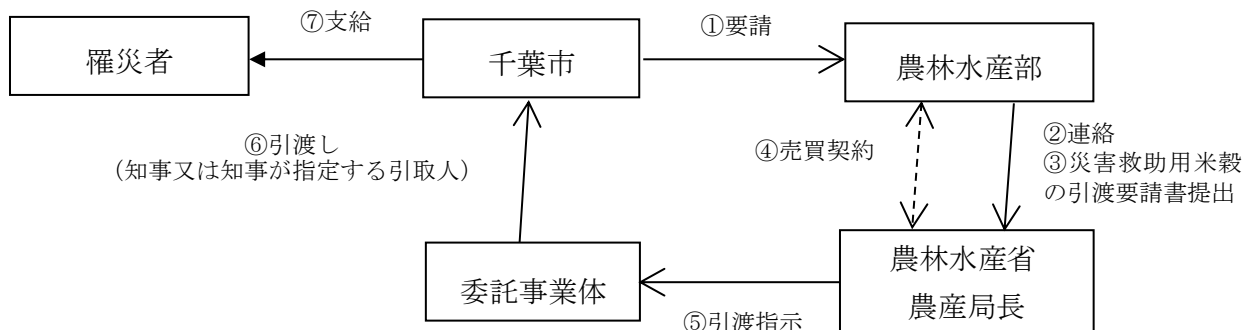 ⑦支給
①要請
罹災者
千葉市
農林水産部
⑥引渡し
（知事又は知事が指定する引取人）
④売買契約
②連絡
③災害救助用米穀
の引渡要請書提出
委託事業体
農林水産省
農産局長
⑤引渡指示